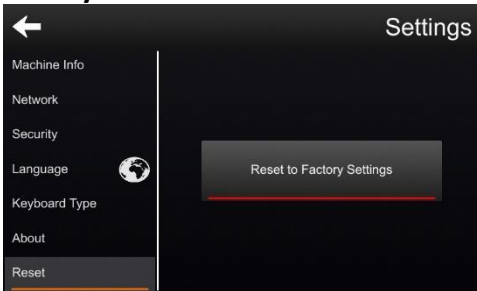 Settings
Machine Info
Network
Security
Language
Keyboard Type
About
Reset
Reset to Factory Settings